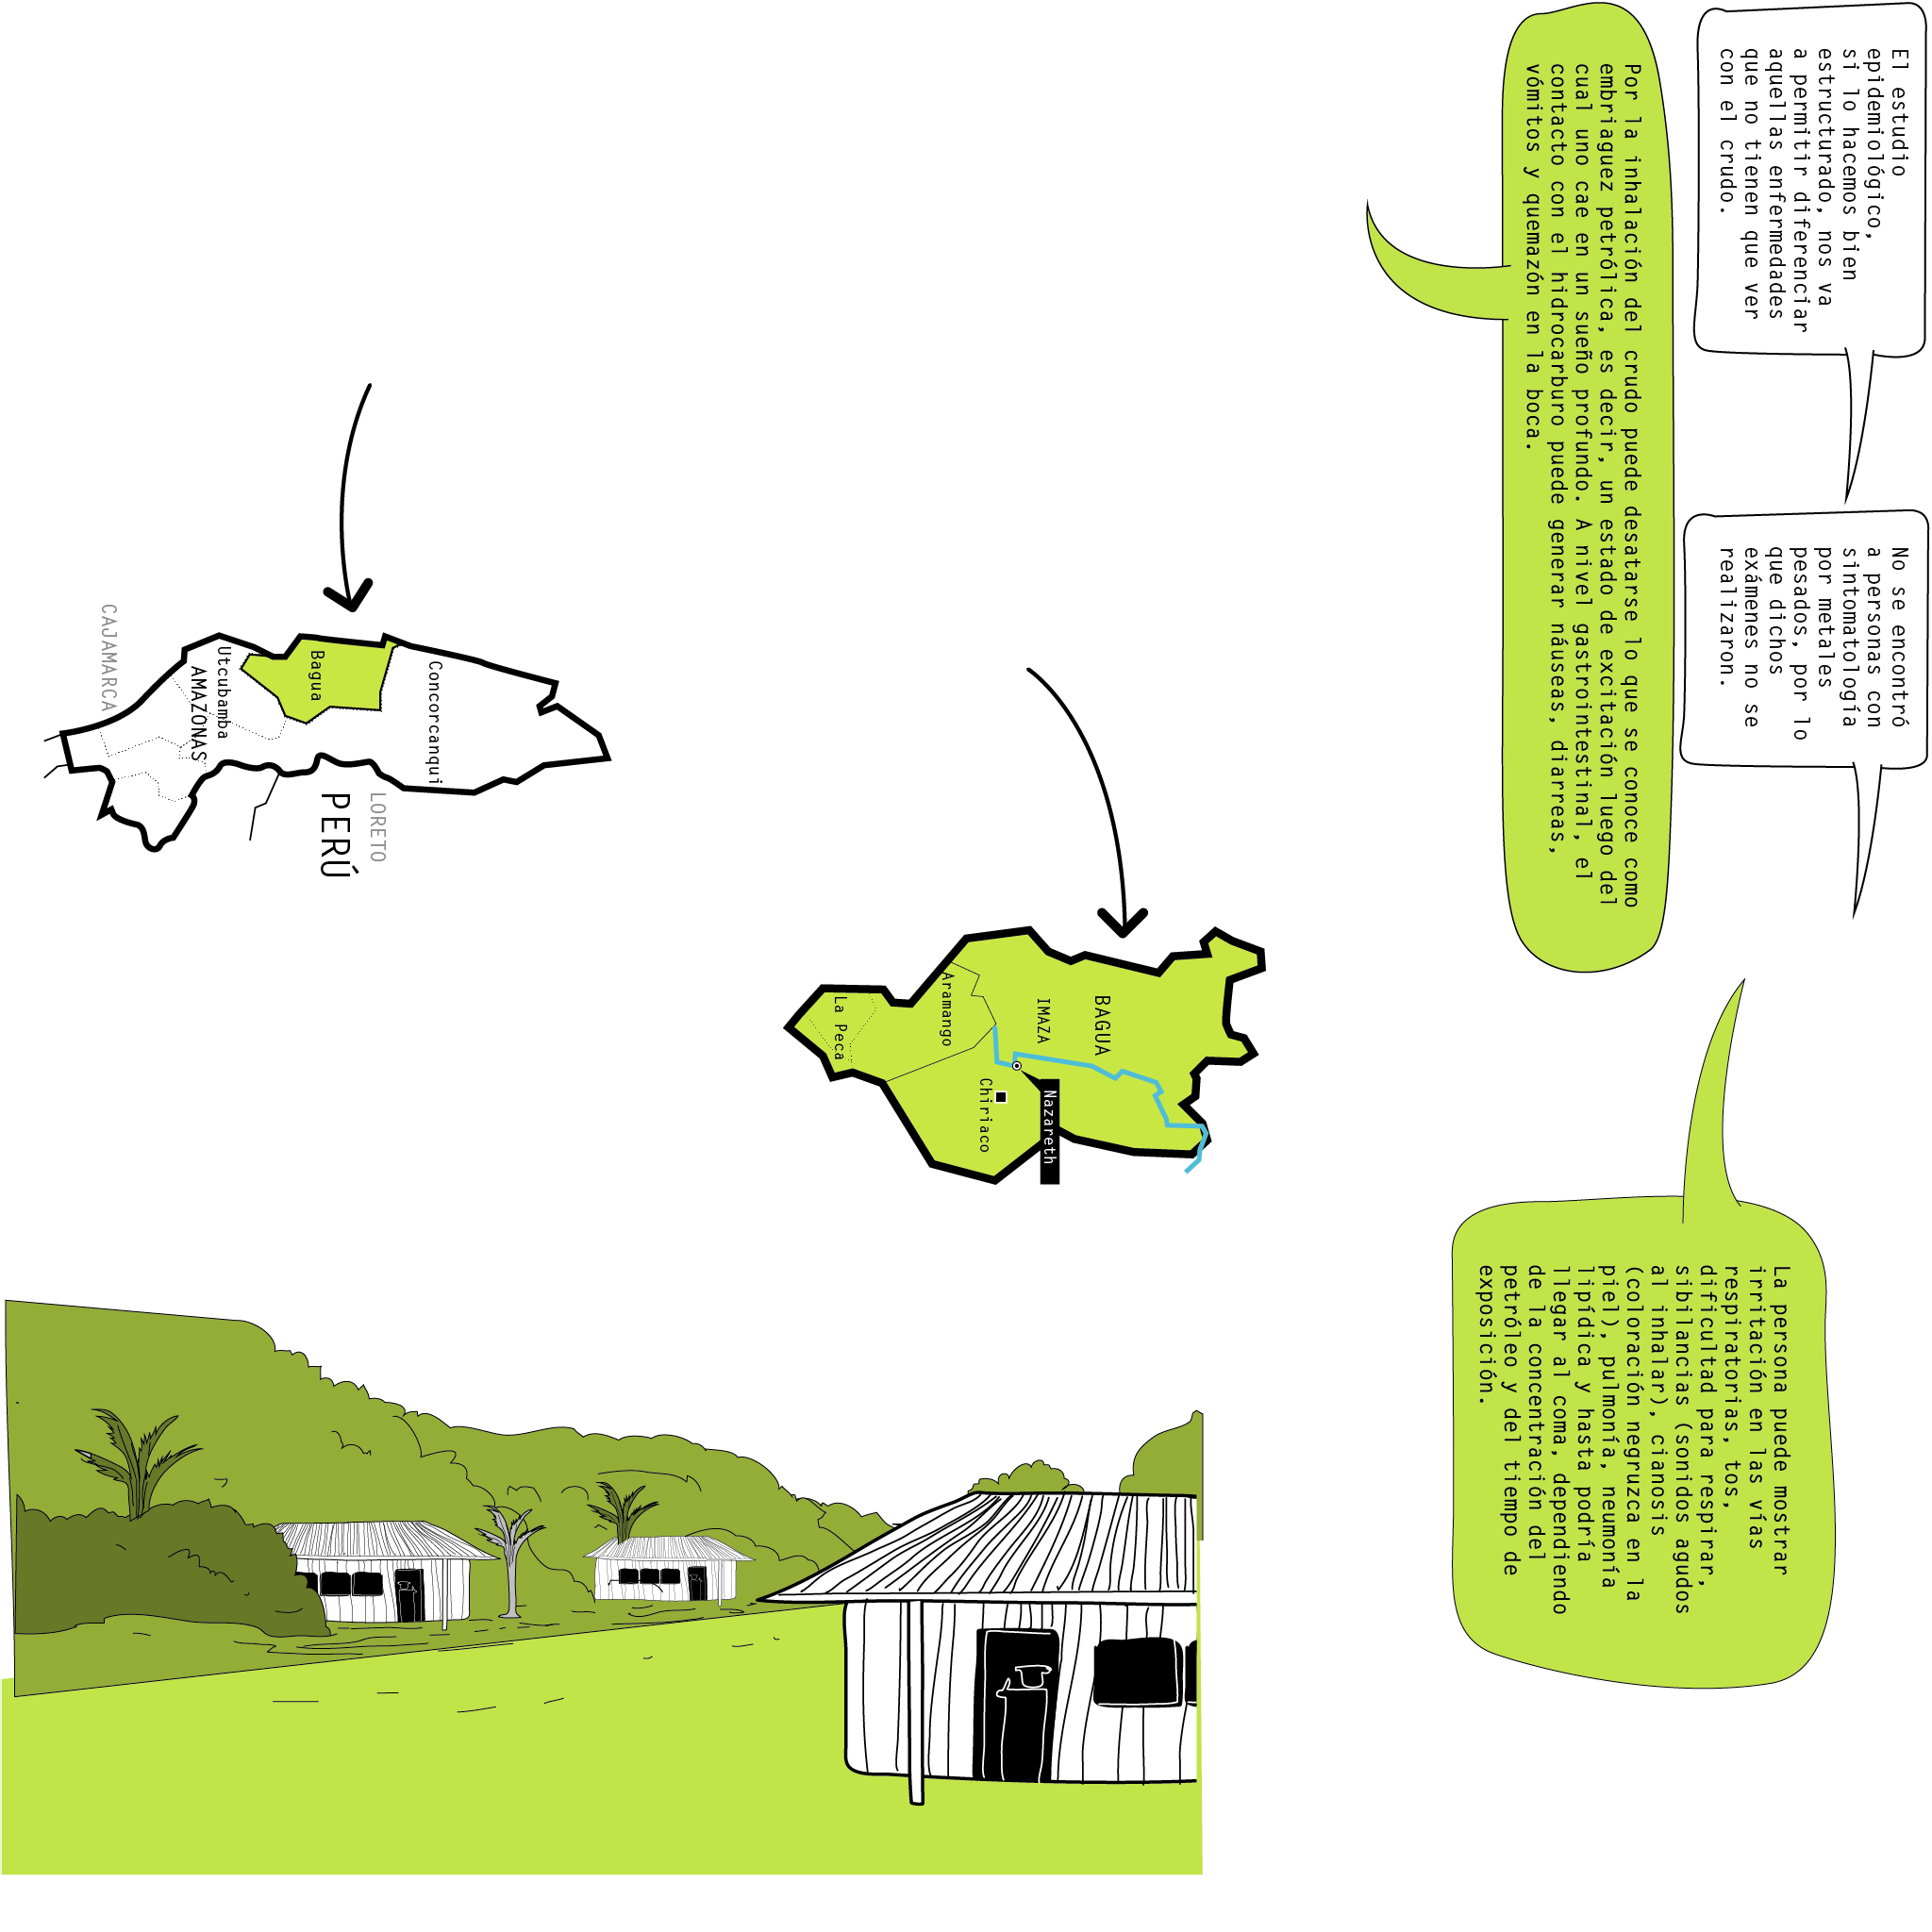 El estudio
epidemiológico,
si lo hacemos bien
estructurado, nos va
a permitir diferenciar
aquellas enfermedades
que no tienen que ver
con el crudo.
No se encontró
a personas con
sintomatología
por metales
pesados, por lo
que dichos
exámenes no se
realizaron.
Por la inhalación del crudo puede desatarse lo que se conoce como
embriaguez petrólica, es decir, un estado de excitación luego del
cual uno cae en un sueño profundo. A nivel gastrointestinal, el
contacto con el hidrocarburo puede generar náuseas, diarreas,
vómitos y quemazón en la boca.
La persona puede mostrar
irritación en las vías
respiratorias, tos,
dificultad para respirar,
sibilancias (sonidos agudos
al inhalar), cianosis
(coloración negruzca en la
piel), pulmonía, neumonía
lipídica y hasta podría
llegar al coma, dependiendo
de la concentración del
petróleo y del tiempo de
exposición.
BAGUA
IMAZA
Nazareth
Chiriaco
Aramango
La Peca
Concorcanqui
LORETO
PERÚ
Bagua
Utcubamba
AMAZONAS
CAJAMARCA